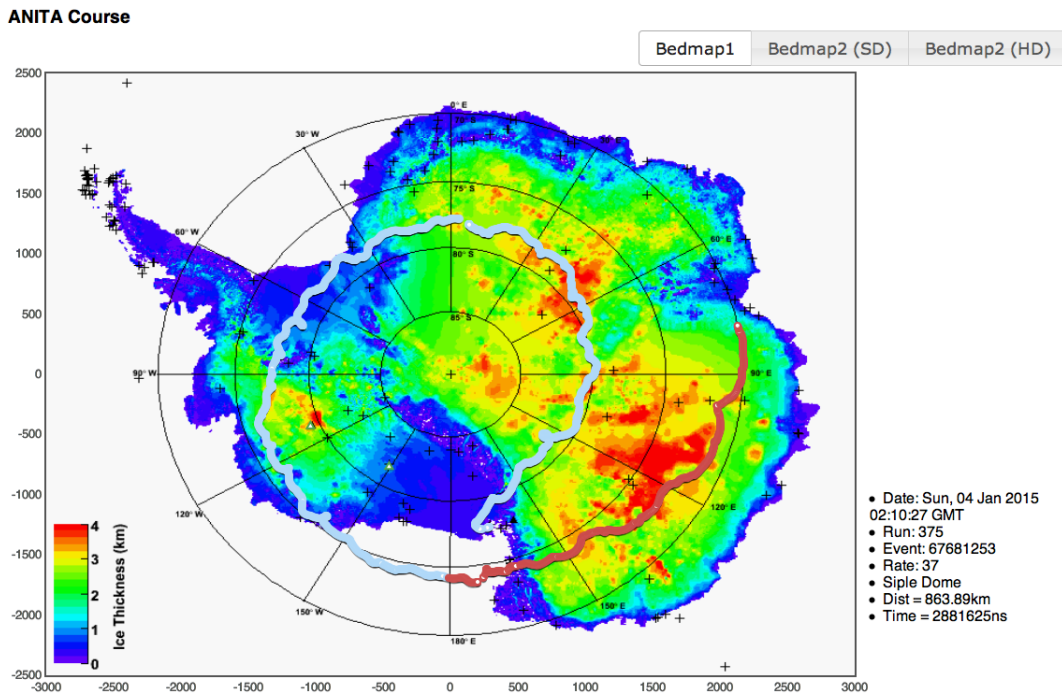 ANITA Course
Bedmap1 Bedmap2 (SD) Bedmap2 (HD)
2500
2000
1500
1000
500
0
-500
-1000
-1500
-2000
-2500
-3000 -2500 -2000 -1500 -1000 -500 0 500 1000 1500 2000 2500 3000
0° E
70° S
30° W
75° S
60° W
60° E
80° S
85° S
90° W
90° E
120° W
120° E
150° W
150° E
180° E
4
3
2
1
0
Ice Thickness (km)
• Date: Sun, 04 Jan 2015
02:10:27 GMT
• Run: 375
• Event: 67681253
• Rate: 37
• Siple Dome
• Dist = 863.89km
• Time = 2881625ns